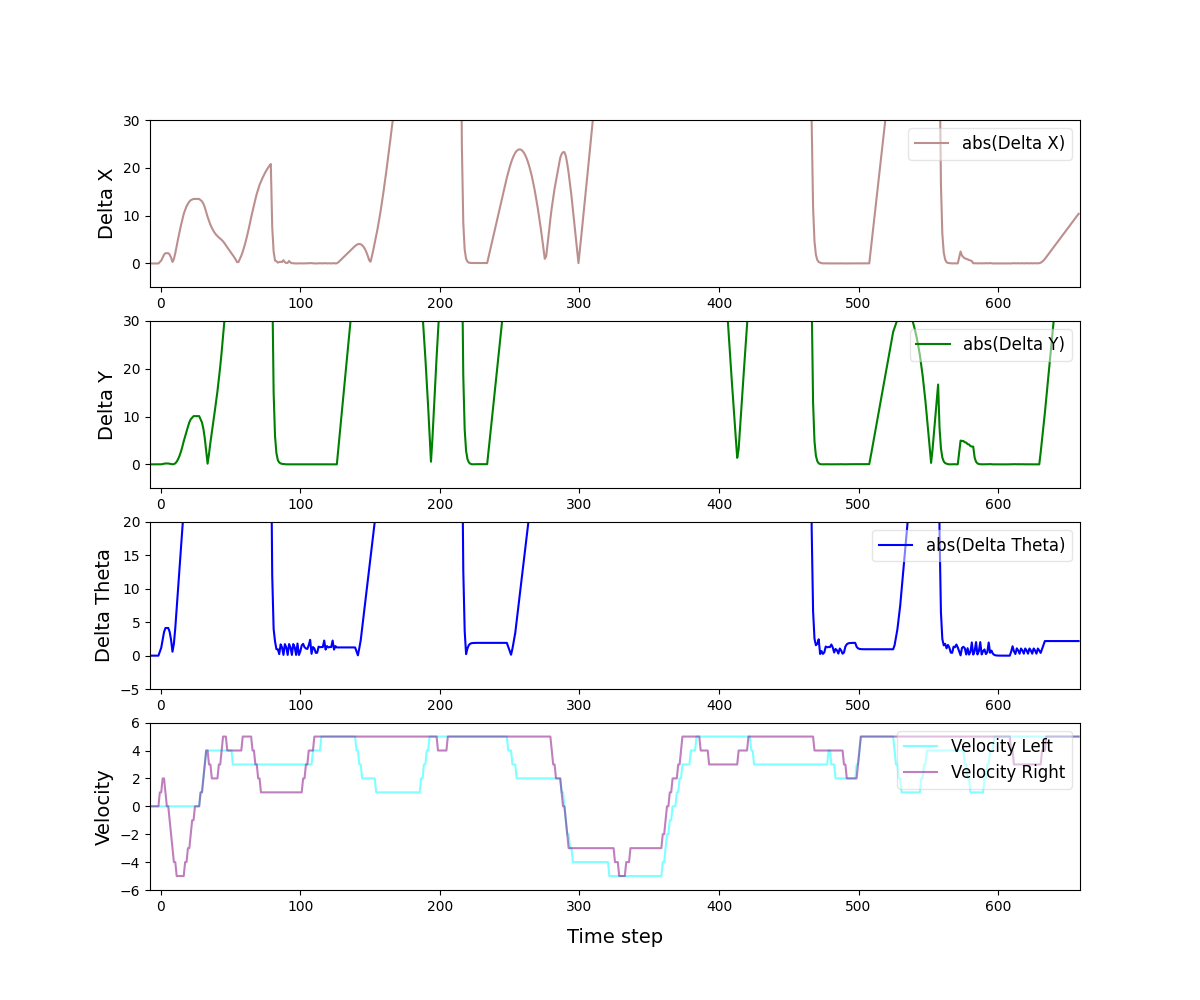 30
20
10
0
Delta X
abs(Delta X)
0 100 200 300 400 500 600
30
20
10
0
Delta Y
abs(Delta Y)
0 100 200 300 400 500 600
20
15
10
5
0
−5
Delta Theta
abs(Delta Theta)
0 100 200 300 400 500 600
6
4
2
0
−2
−4
−6
Velocity
Velocity Left
Velocity Right
0 100 200 300 400 500 600
Time step